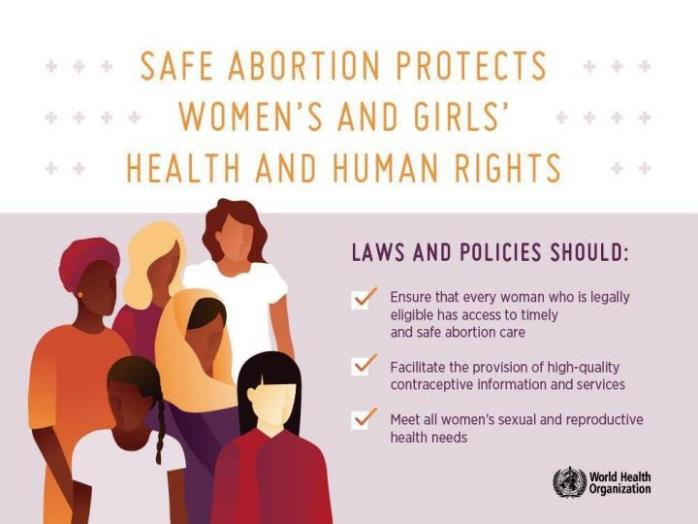 SAFE ABORTION PROTECTS
WOMEN'S AND GIRLS'
HEALTH AND HUMAN RIGHTS
LAWS AND POLICIES SHOULD:
Ensure that every woman who is legally
eligible has access to timely
and safe abortion care
Facilitate the provision of high-quality
contraceptive information and services
Meet all women's sexual and reproductive
health needs
World Health
Organization